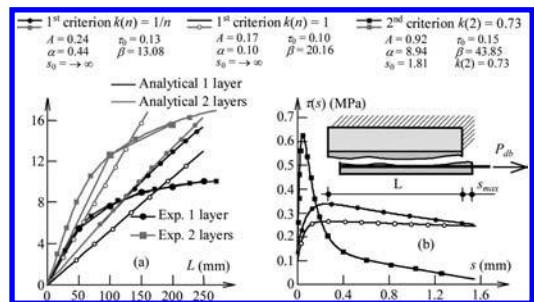 1st criterion k(n) = 1/n
A = 0.24 τ0 = 0.13
α = 0.44 β = 13.08
s0 = → ∞
1st criterion k(n) = 1
A = 0.17 τ0 = 0.10
α = 0.10 β = 20.16
s0 = → ∞
2nd criterion k(2) = 0.73
A = 0.92 τ0 = 0.15
α = 8.94 β = 43.85
s0 = 1.81 k(2) = 0.73
Analytical 1 layer
Analytical 2 layers
16
12
8
4
0
Exp. 1 layer
Exp. 2 layers
(a)
L (mm)
0 50 100 150 200 250
τ(s) (MPa)
0.7
0.6
0.5
0.4
0.3
0.2
0.1
0
Pdb
L
smax
(b)
s (mm)
0 0.4 0.8 1.2 1.6